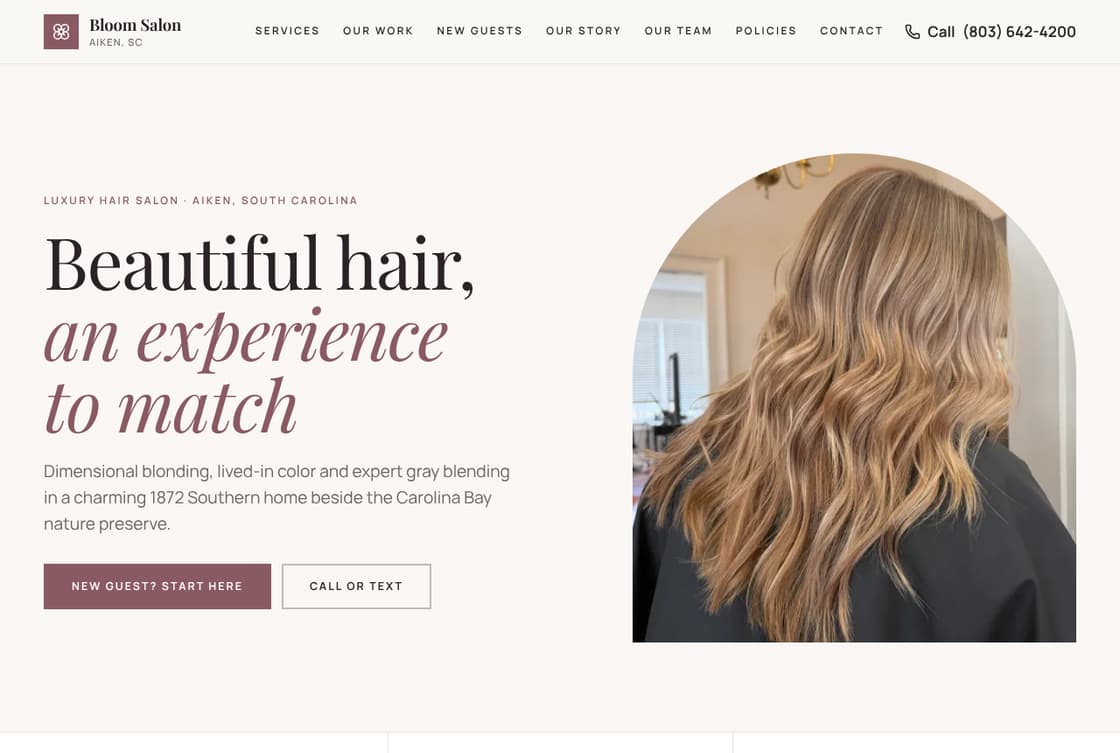 Bloom Salon
AIKEN, SC
SERVICES
OUR WORK
NEW GUESTS
OUR STORY
OUR TEAM
POLICIES
CONTACT
Call (803) 642-4200
LUXURY HAIR SALON · AIKEN, SOUTH CAROLINA
Beautiful hair,
an experience
to match
Dimensional blonding, lived-in color and expert gray blending
in a charming 1872 Southern home beside the Carolina Bay
nature preserve.
NEW GUEST? START HERE
CALL OR TEXT